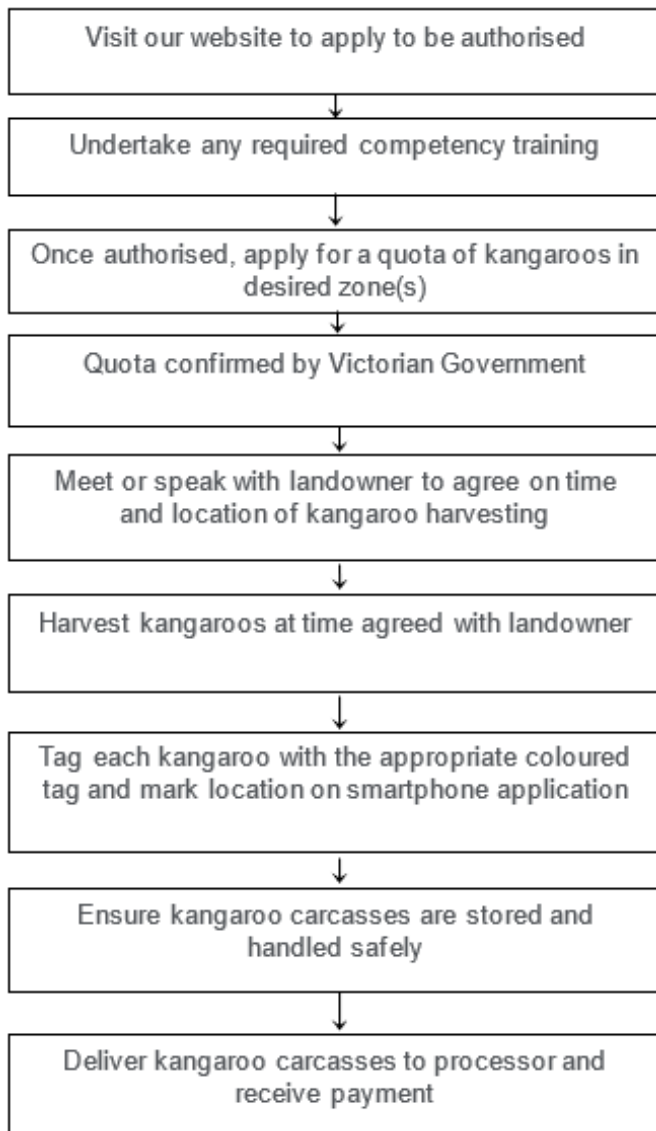 Visit our website to apply to be authorised
Undertake any required competency training
Once authorised, apply for a quota of kangaroos in
desired zone(s)
Quota confirmed by Victorian Government
Meet or speak with landowner to agree on time
and location of kangaroo harvesting
Harvest kangaroos at time agreed with landowner
Tag each kangaroo with the appropriate coloured
tag and mark location on smartphone application
Ensure kangaroo carcasses are stored and
handled safely
Deliver kangaroo carcasses to processor and
receive payment